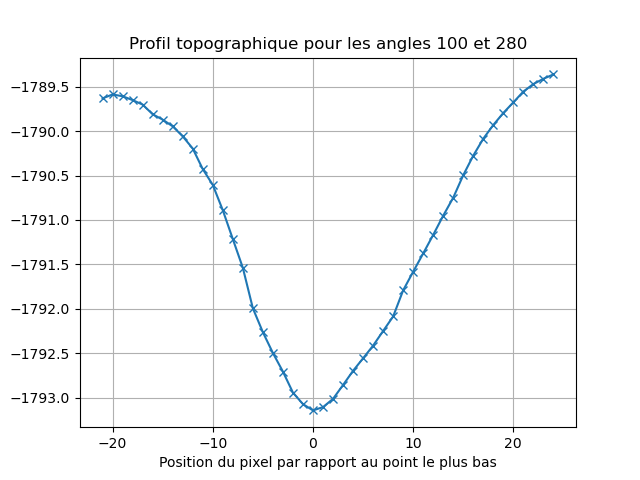 Profil topographique pour les angles 100 et 280
−1789.5
−1790.0
−1790.5
−1791.0
−1791.5
−1792.0
−1792.5
−1793.0
−20 −10 0 10 20
Position du pixel par rapport au point le plus bas